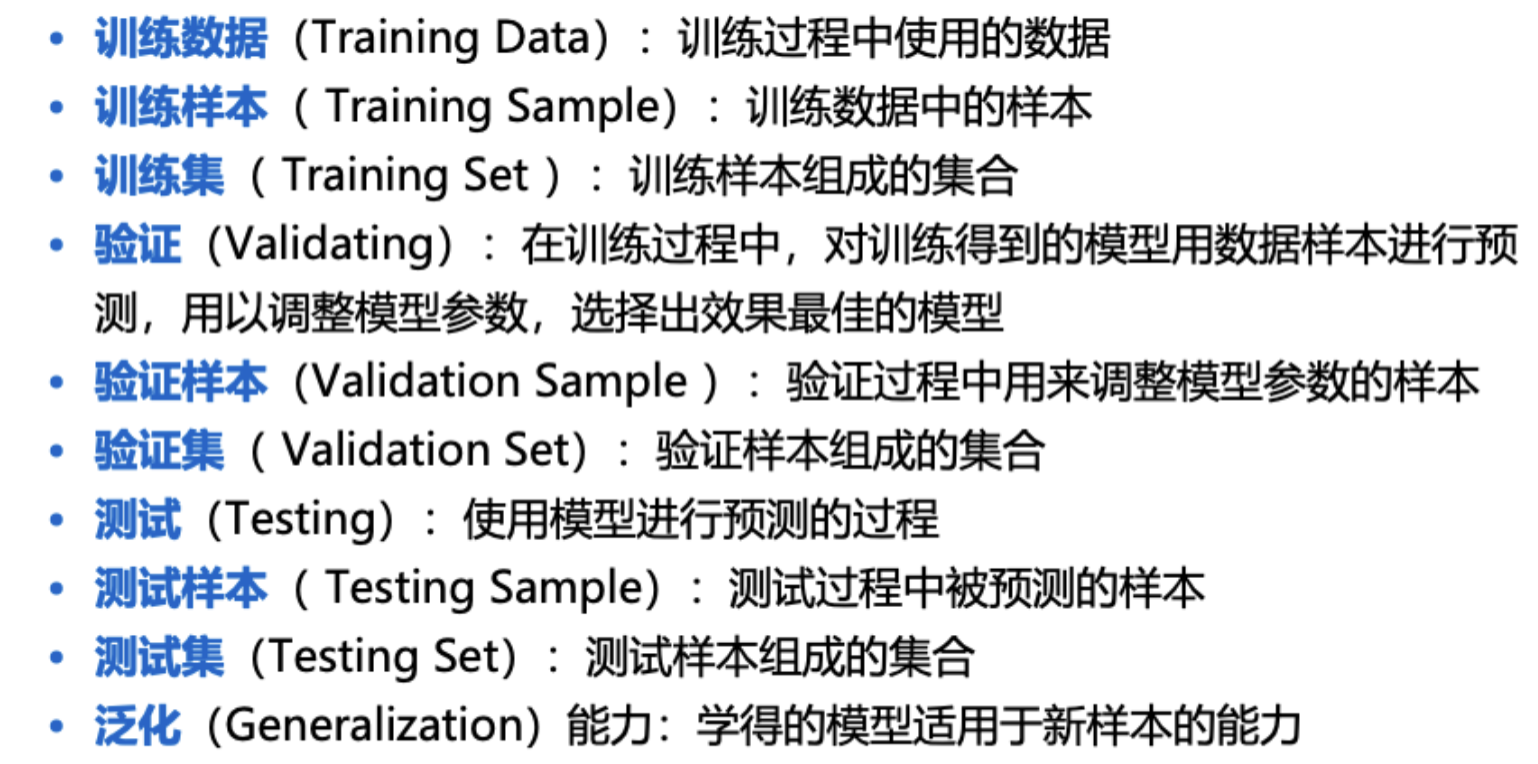 • 训练数据（Training Data）：训练过程中使用的数据
• 训练样本（ Training Sample）：训练数据中的样本
• 训练集（ Training Set ）：训练样本组成的集合
• 验证（Validating）：在训练过程中，对训练得到的模型用数据样本进行预
测，用以调整模型参数，选择出效果最佳的模型
• 验证样本（Validation Sample ）：验证过程中用来调整模型参数的样本
• 验证集（ Validation Set）：验证样本组成的集合
• 测试（Testing）：使用模型进行预测的过程
• 测试样本（ Testing Sample）：测试过程中被预测的样本
• 测试集（Testing Set）：测试样本组成的集合
• 泛化（Generalization）能力：学得的模型适用于新样本的能力